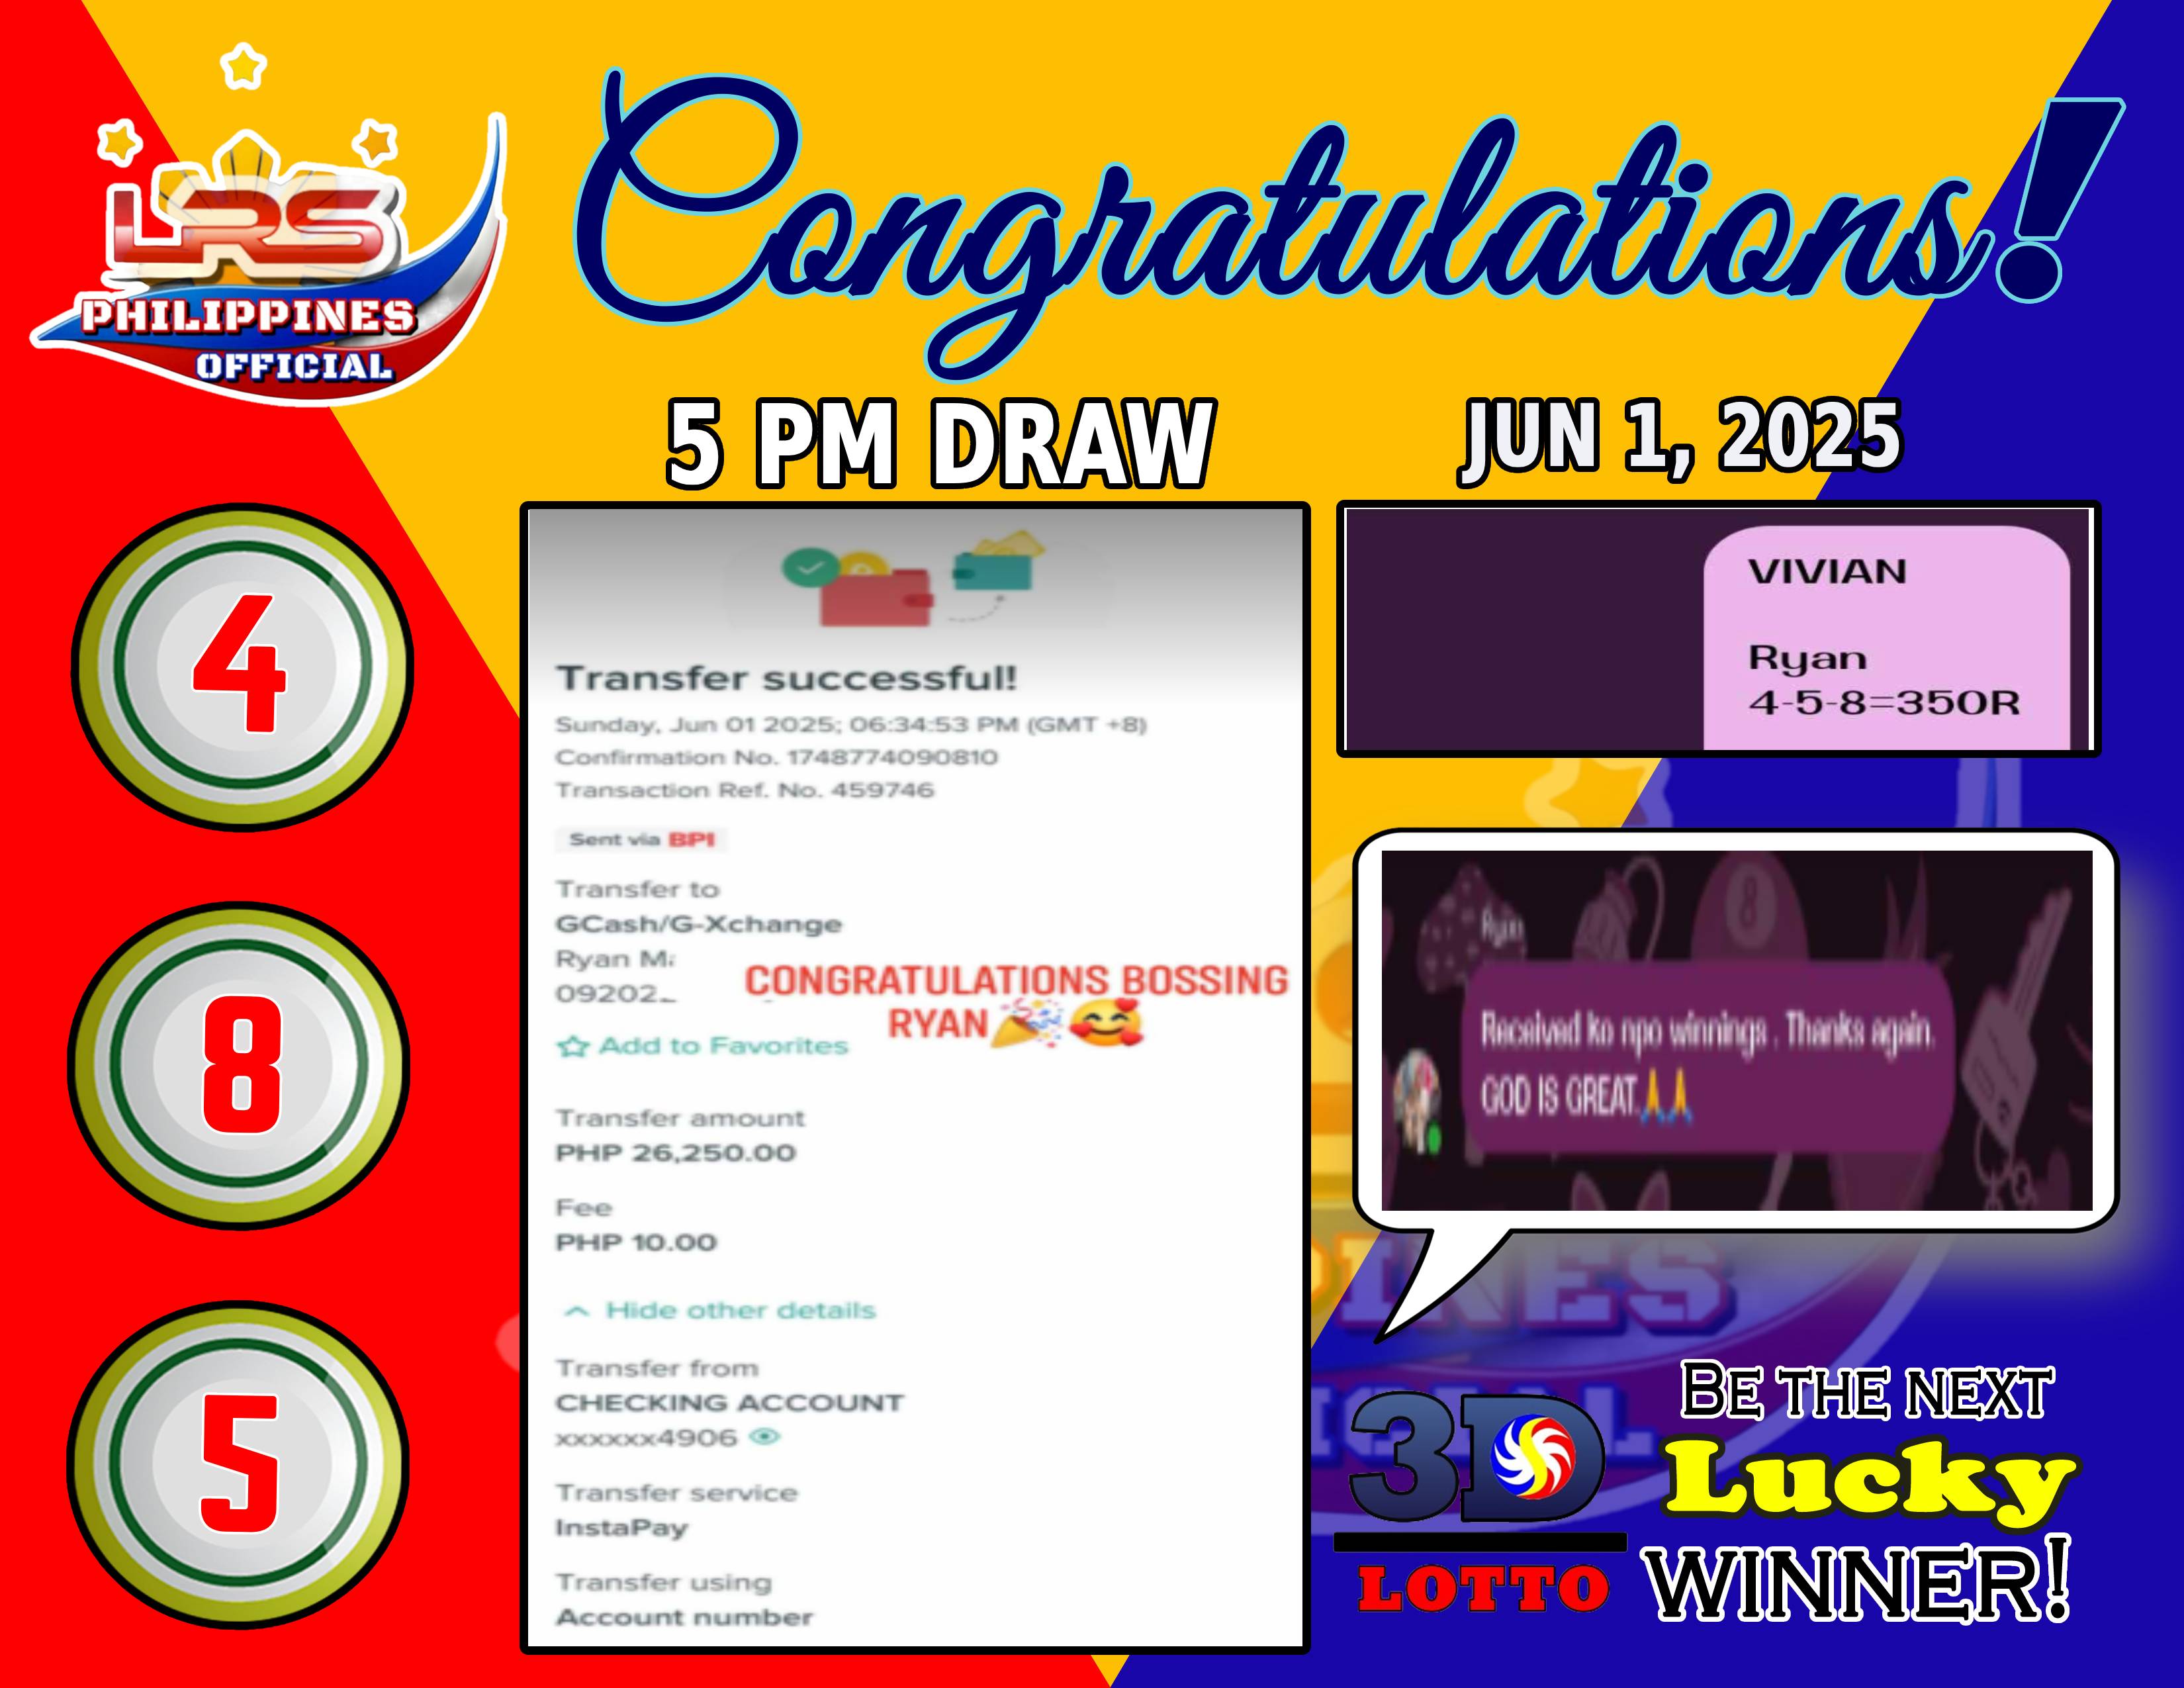 LRS
PHILIPPINES
OFFICIAL
Congratulations!
5 PM DRAW
JUN 1, 2025
4
8
5
Transfer successful!
Sunday, Jun 01 2025; 06:34:53 PM (GMT +8)
Confirmation No. 1748774090810
Transaction Ref. No. 459746
Sent via BPI
Transfer to
GCash/G-Xchange
Ryan M
09202
CONGRATULATIONS BOSSING
RYAN🎉🥰
Add to Favorites
Transfer amount
PHP 26,250.00
Fee
PHP 10.00
Hide other details
Transfer from
CHECKING ACCOUNT
xxxxxx4906
Transfer service
InstaPay
Transfer using
Account number
VIVIAN
Ryan
4-5-8=350R
Ryan
Received ko npo winnings . Thanks again.
GOD IS GREAT.🙏🙏
3D
LOTTO
BE THE NEXT
Lucky
WINNER!